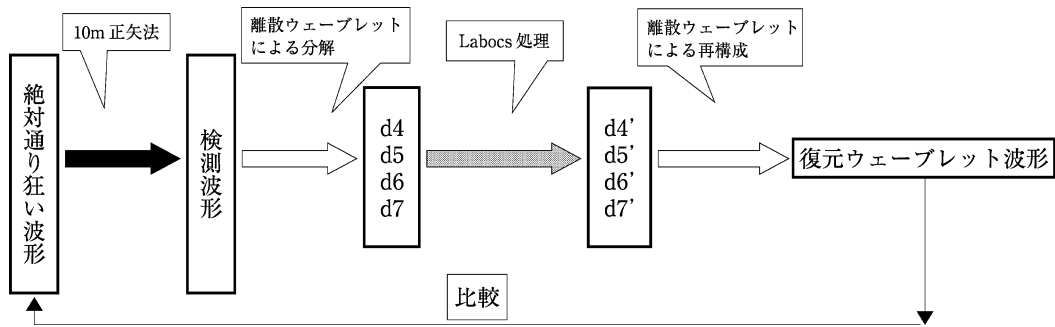 10m 正矢法
離散ウェーブレット
による分解
Labocs 処理
離散ウェーブレット
による再構成
絶対通り狂い波形
検測波形
d4
d5
d6
d7
d4’
d5’
d6’
d7’
復元ウェーブレット波形
比較